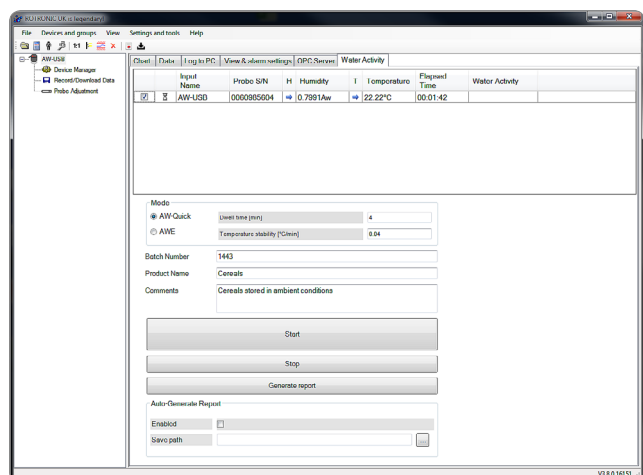 ROTRONIC UK is legendary!
File Devices and groups View Settings and tools Help
1:1
AW-USB
Device Manager
Record/Download Data
Probe Adjustment
Chart Data Log to PC View & alarm settings OPC Server Water Activity
Input Name Probe S/N H Humidity T Temperature Elapsed Time Water Activity
AW-USB 0060985604 0.7991Aw 22.22°C 00:01:42
Mode
AW-Quick Dwell time [min] 4
AWE Temperature stability [°C/min] 0.04
Batch Number 1443
Product Name Cereals
Comments Cereals stored in ambient conditions
Start
Stop
Generate report
Auto-Generate Report
Enabled
Save path ...
V3.8.0.16151